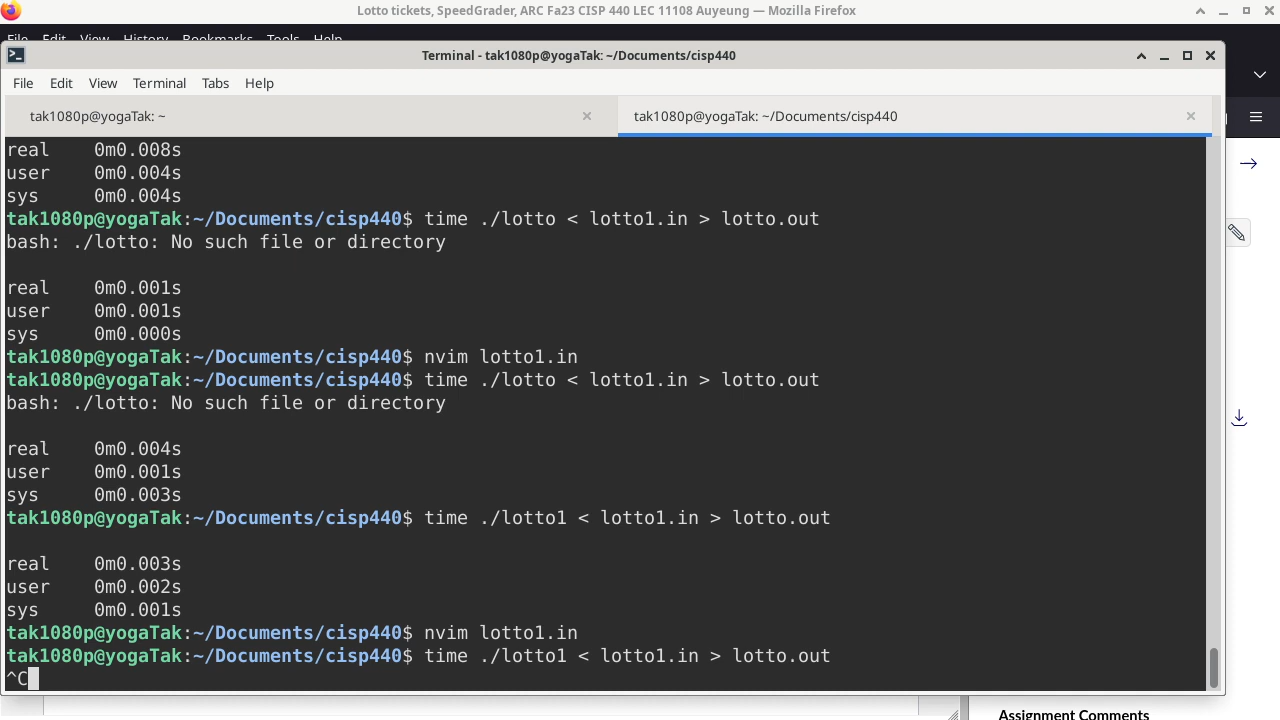 Lotto tickets, SpeedGrader, ARC Fa23 CISP 440 LEC 11108 Auyeung — Mozilla Firefox
File Edit View History Bookmarks Tools Help
Terminal - tak1080p@yogaTak: ~/Documents/cisp440
File Edit View Terminal Tabs Help
tak1080p@yogaTak: ~
tak1080p@yogaTak: ~/Documents/cisp440
real 0m0.008s
user 0m0.004s
sys 0m0.004s
tak1080p@yogaTak:~/Documents/cisp440$ time ./lotto < lotto1.in > lotto.out
bash: ./lotto: No such file or directory
real 0m0.001s
user 0m0.001s
sys 0m0.000s
tak1080p@yogaTak:~/Documents/cisp440$ nvim lotto1.in
tak1080p@yogaTak:~/Documents/cisp440$ time ./lotto < lotto1.in > lotto.out
bash: ./lotto: No such file or directory
real 0m0.004s
user 0m0.001s
sys 0m0.003s
tak1080p@yogaTak:~/Documents/cisp440$ time ./lotto1 < lotto1.in > lotto.out
real 0m0.003s
user 0m0.002s
sys 0m0.001s
tak1080p@yogaTak:~/Documents/cisp440$ nvim lotto1.in
tak1080p@yogaTak:~/Documents/cisp440$ time ./lotto1 < lotto1.in > lotto.out
^C
Assignment Comments